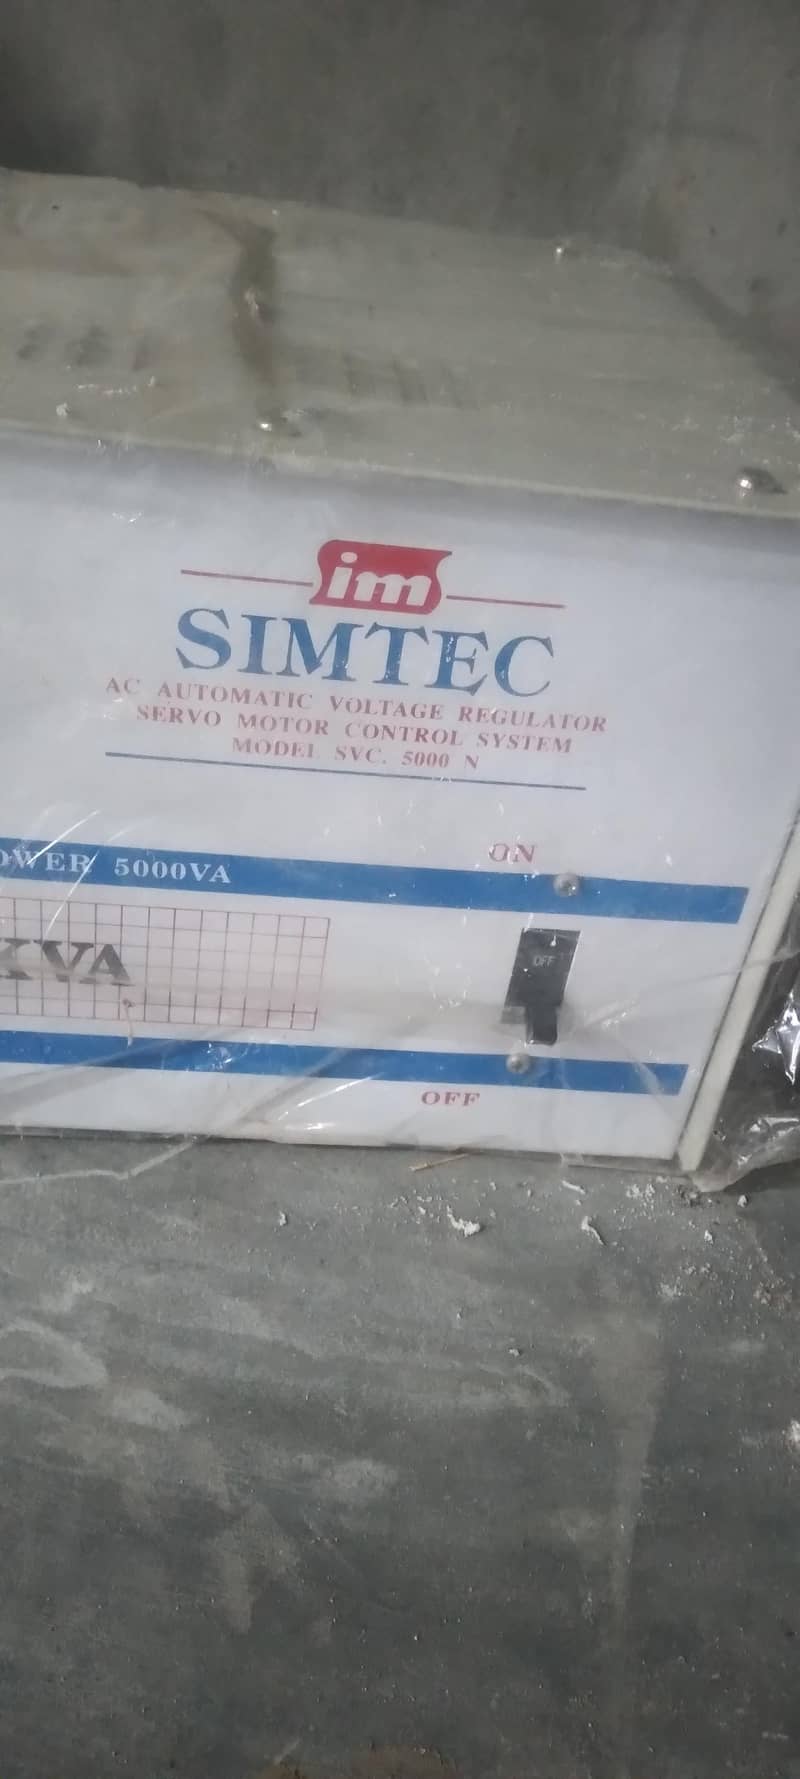 im
SIMTEC
AC AUTOMATIC VOLTAGE REGULATOR
SERVO MOTOR CONTROL SYSTEM
MODEL SVC. 5000 N
ON
OWER 5000VA
OFF
KVA
OFF